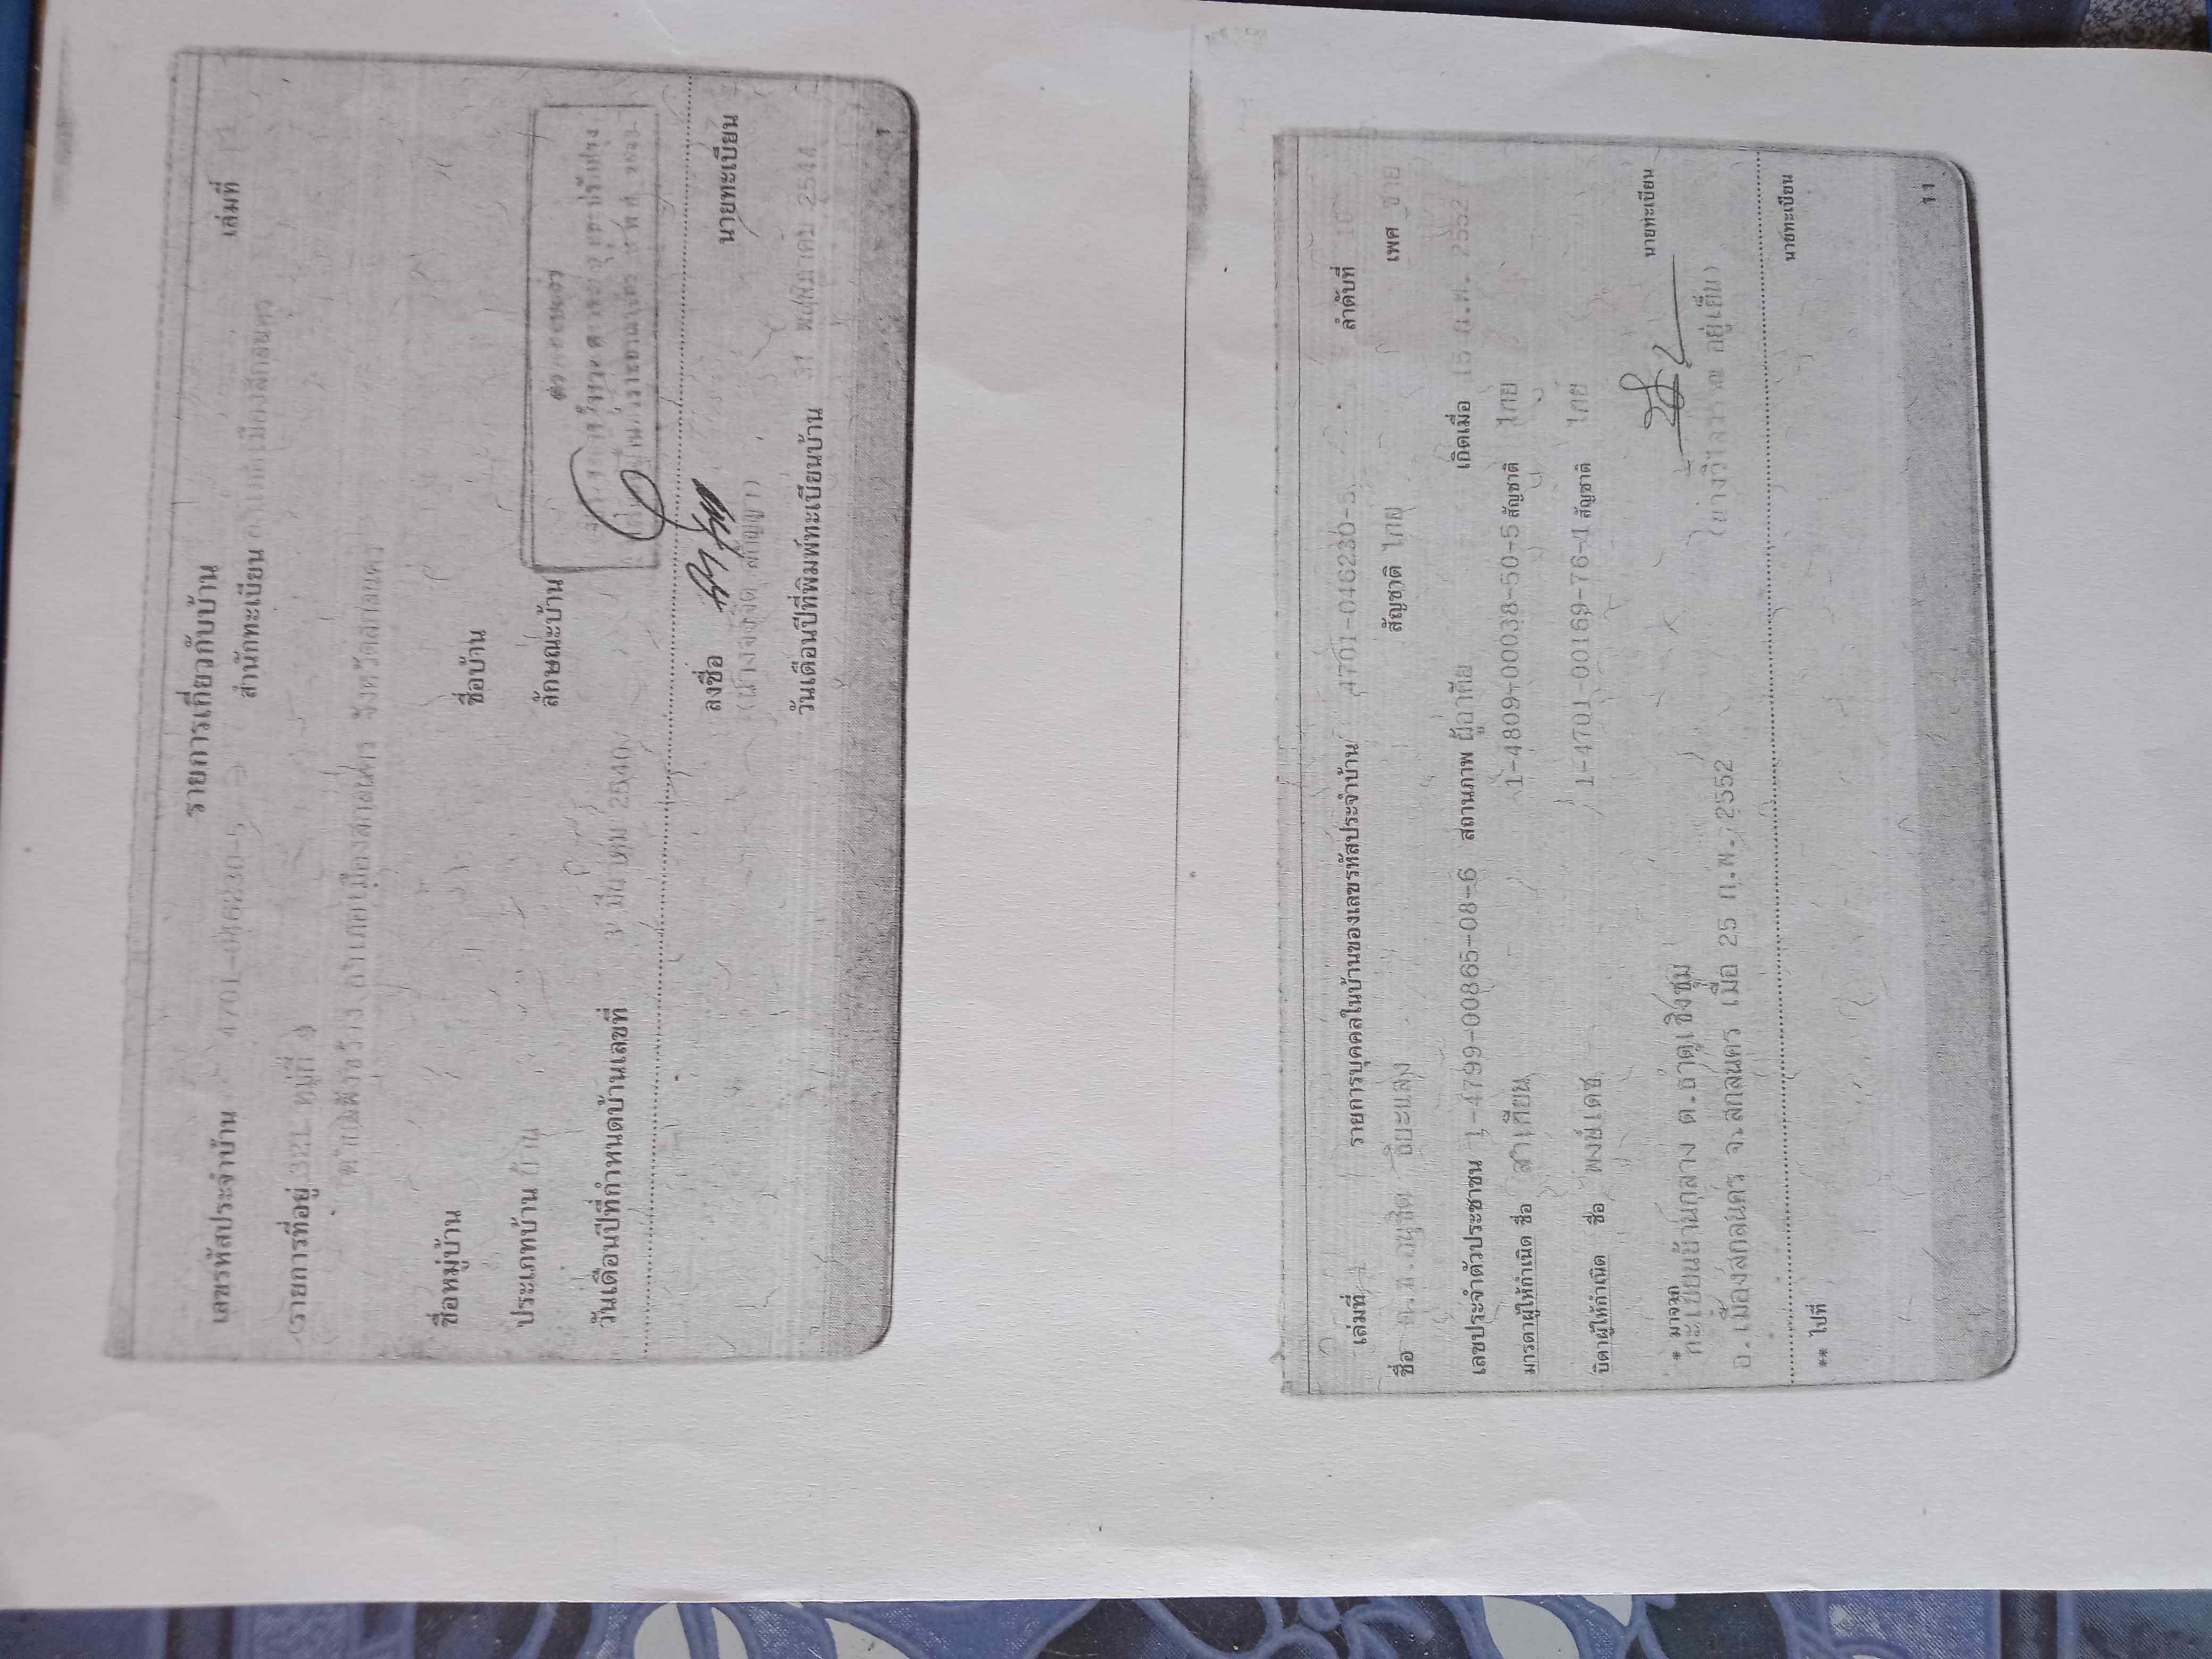 รายการเกี่ยวกับบ้าน เล่มที่
เลขรหัสประจำบ้าน 4701-046230-5 สำนักทะเบียน อำเภอเมืองสกลนคร
รายการที่อยู่ 321 หมู่ที่
อำเภอเมืองสกลนคร จังหวัดสกลนคร
ชื่อหมู่บ้าน ชื่อบ้าน
ประเภทบ้าน บ้าน ลักษณะบ้าน
วันเดือนปีที่กำหนดบ้านเลขที่ 3 มีนาคม 2540
ลงชื่อ นายทะเบียน
วันเดือนปีที่พิมพ์ทะเบียนบ้าน 31 พฤษภาคม 2544
1
เล่มที่ 1 รายการบุคคลในบ้านของเลขรหัสประจำบ้าน 4701-046230-5 ลำดับที่ 10
ชื่อ ด.ช. สัญชาติ ไทย เพศ ชาย
เลขประจำตัวประชาชน 1-4799-00865-08-6 สถานภาพ ผู้อาศัย เกิดเมื่อ 15 ก.พ. 2552
มารดาผู้ให้กำเนิด ชื่อ สาเทียน 1-4809-00038-50-5 สัญชาติ ไทย
บิดาผู้ให้กำเนิด ชื่อ พงษ์เดช 1-4701-00169-76-1 สัญชาติ ไทย
* มาจาก
ทะเบียนบ้านกลาง ต.ธาตุเชิงชุม นายทะเบียน
อ.เมืองสกลนคร จ.สกลนคร เมื่อ 25 ก.พ. 2552 อยู่เย็น)
** ไปที่ นายทะเบียน
11